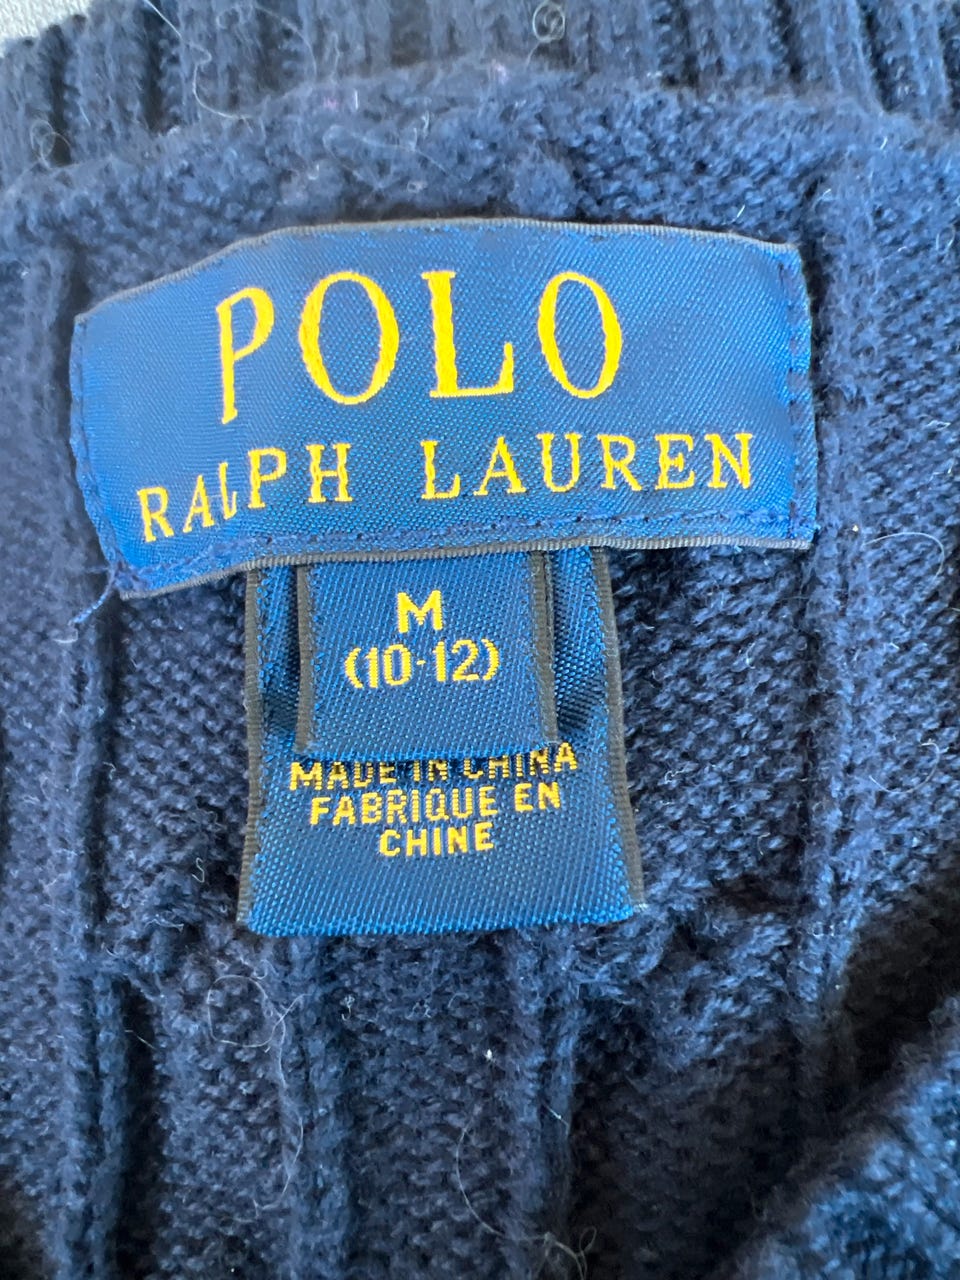 POLO
RALPH LAUREN
M
(10-12)
MADE IN CHINA
FABRIQUE EN
CHINE